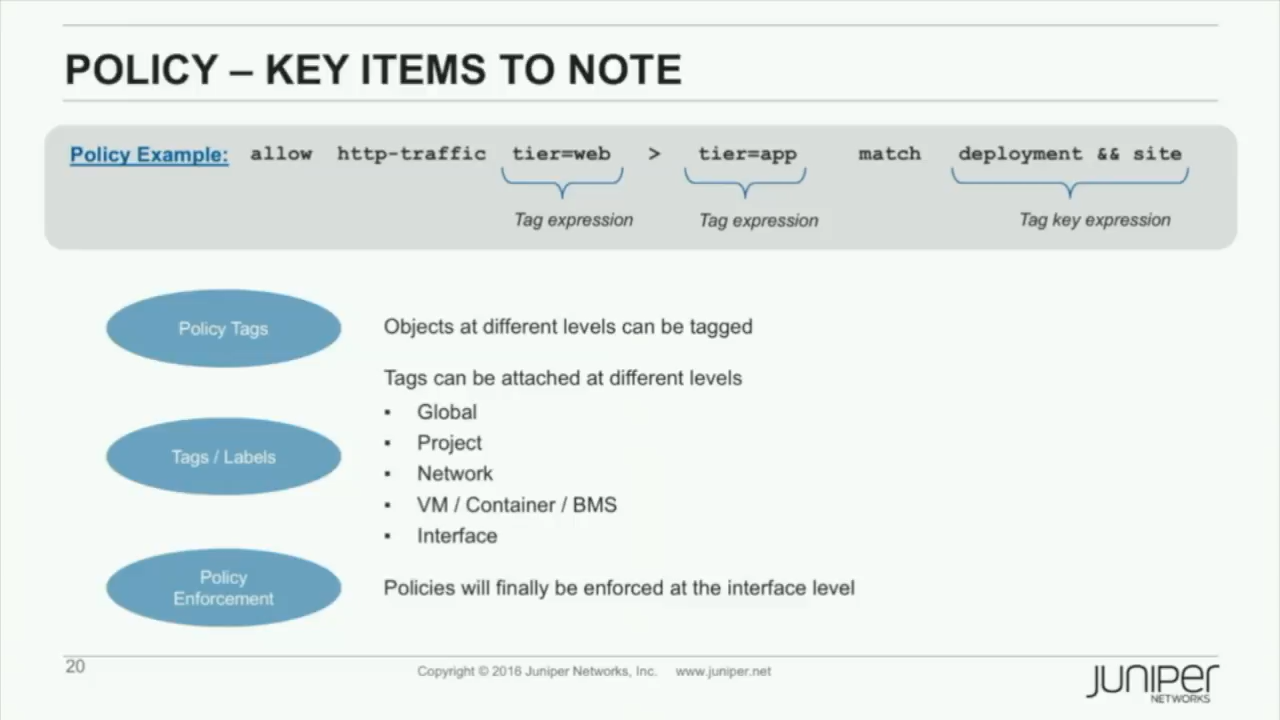 POLICY – KEY ITEMS TO NOTE
Policy Example: allow http-traffic tier=web > tier=app match deployment && site
Tag expression Tag expression Tag key expression
Policy Tags
Objects at different levels can be tagged
Tags / Labels
Tags can be attached at different levels
▪ Global
▪ Project
▪ Network
▪ VM / Container / BMS
▪ Interface
Policy
Enforcement
Policies will finally be enforced at the interface level
20
Copyright © 2016 Juniper Networks, Inc. www.juniper.net
JUNIPER
NETWORKS